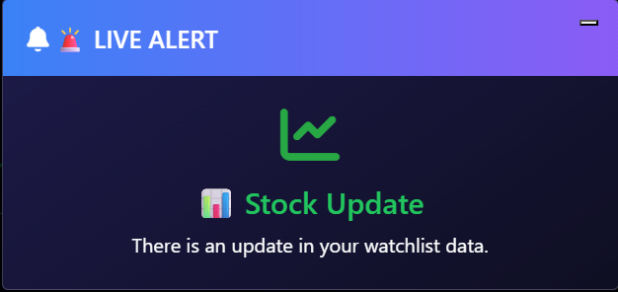 LIVE ALERT
Stock Update
There is an update in your watchlist data.